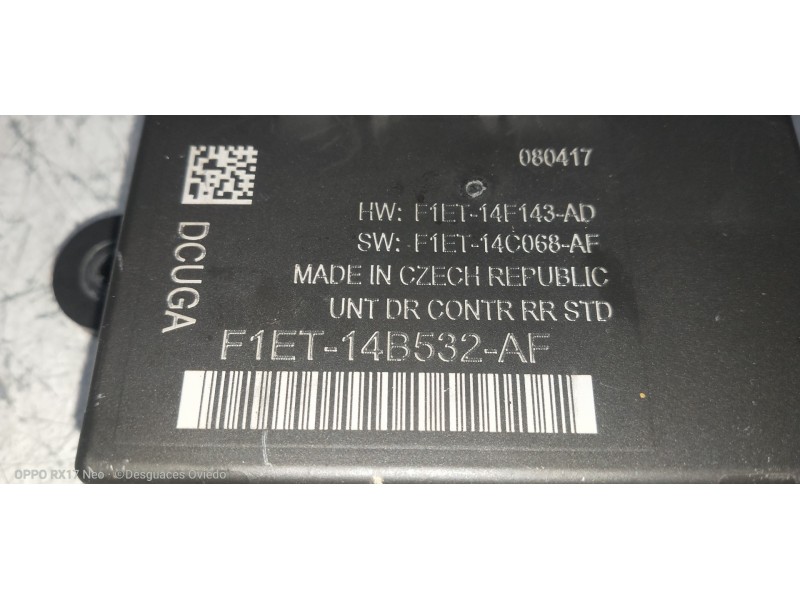 080417
HW: F1ET-14F143-AD
SW: F1ET-14C068-AF
MADE IN CZECH REPUBLIC
UNT DR CONTR RR STD
DCUGA
F1ET-14B532-AF
OPPO RX17 Neo · ©Desguaces Oviedo